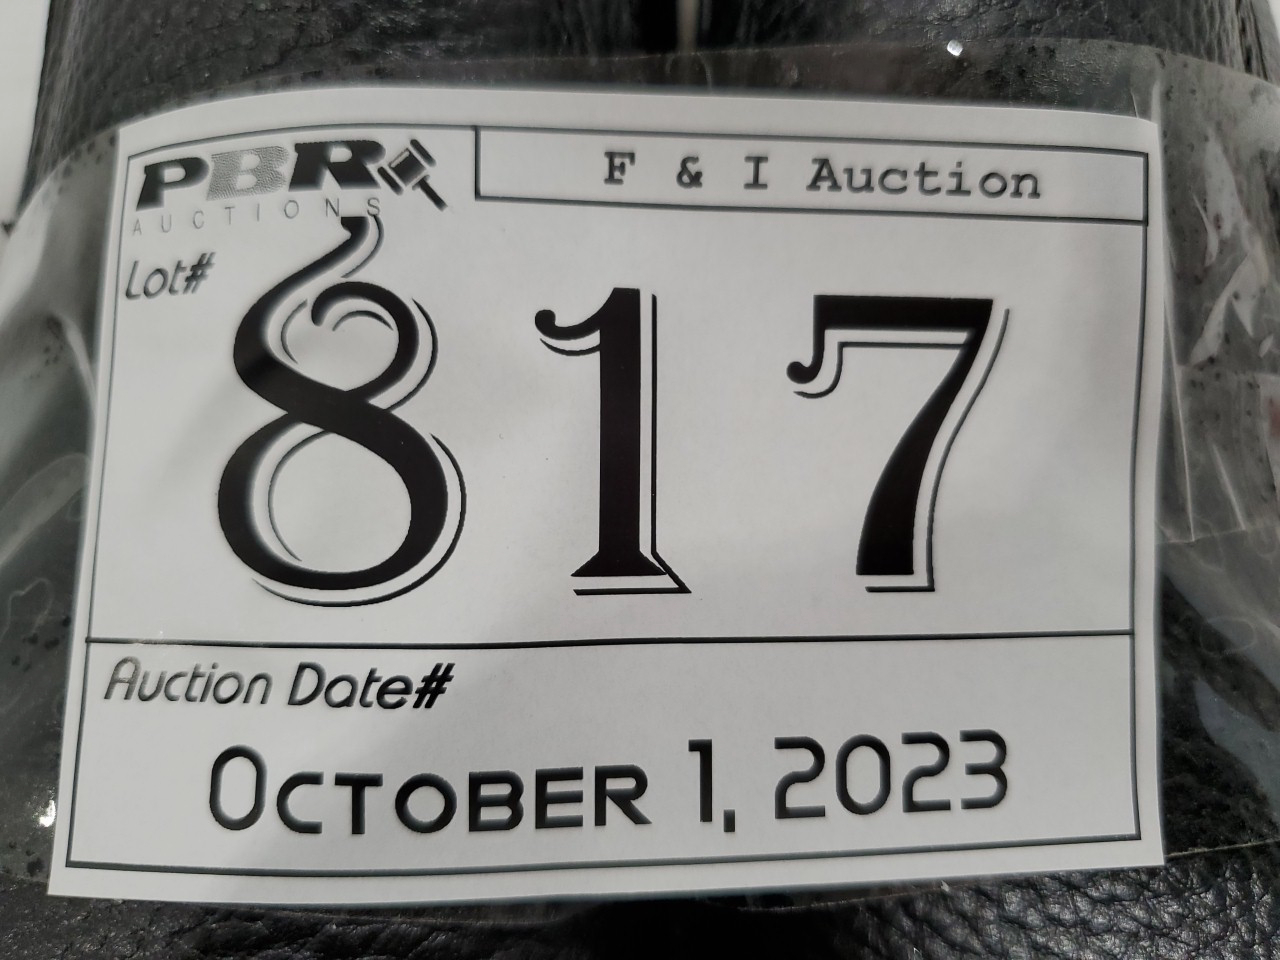 PBR
AUCTIONS
F & I Auction
Lot#
817
Auction Date#
October 1, 2023